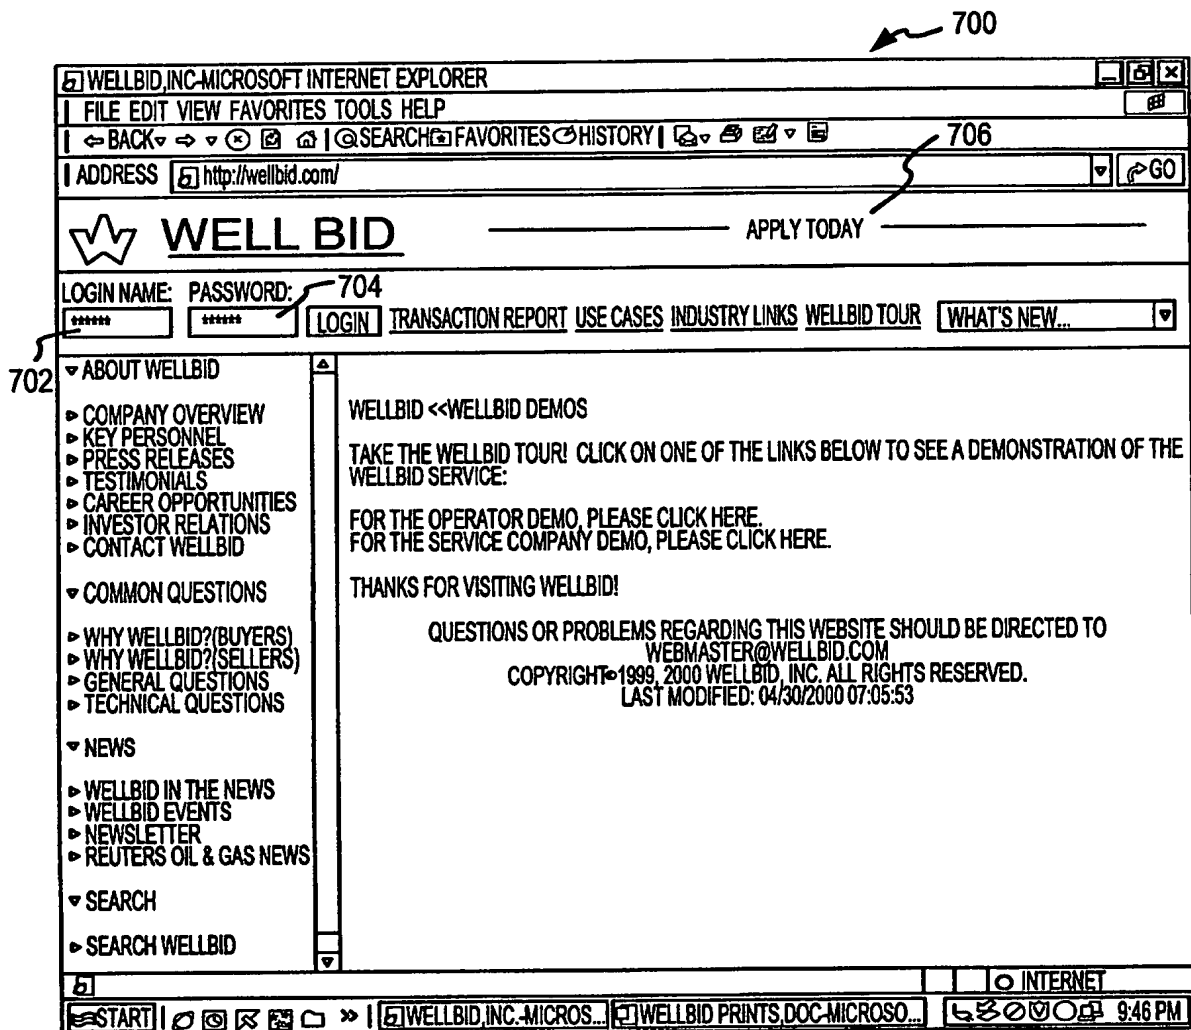 700
WELLBID,INC-MICROSOFT INTERNET EXPLORER
FILE EDIT VIEW FAVORITES TOOLS HELP
BACK SEARCH FAVORITES HISTORY
706
ADDRESS http://wellbid.com/ GO
WELL BID APPLY TODAY
LOGIN NAME: PASSWORD: 704
****** ****** LOGIN TRANSACTION REPORT USE CASES INDUSTRY LINKS WELLBID TOUR WHAT'S NEW...
702
ABOUT WELLBID
COMPANY OVERVIEW
KEY PERSONNEL
PRESS RELEASES
TESTIMONIALS
CAREER OPPORTUNITIES
INVESTOR RELATIONS
CONTACT WELLBID
COMMON QUESTIONS
WHY WELLBID?(BUYERS)
WHY WELLBID?(SELLERS)
GENERAL QUESTIONS
TECHNICAL QUESTIONS
NEWS
WELLBID IN THE NEWS
WELLBID EVENTS
NEWSLETTER
REUTERS OIL & GAS NEWS
SEARCH
SEARCH WELLBID
WELLBID <<WELLBID DEMOS
TAKE THE WELLBID TOUR! CLICK ON ONE OF THE LINKS BELOW TO SEE A DEMONSTRATION OF THE
WELLBID SERVICE:
FOR THE OPERATOR DEMO, PLEASE CLICK HERE.
FOR THE SERVICE COMPANY DEMO, PLEASE CLICK HERE.
THANKS FOR VISITING WELLBID!
QUESTIONS OR PROBLEMS REGARDING THIS WEBSITE SHOULD BE DIRECTED TO
WEBMASTER@WELLBID.COM
COPYRIGHT©1999, 2000 WELLBID, INC. ALL RIGHTS RESERVED.
LAST MODIFIED: 04/30/2000 07:05:53
INTERNET
START » WELLBID,INC.-MICROS... WELLBID PRINTS,DOC-MICROSO... 9:46 PM